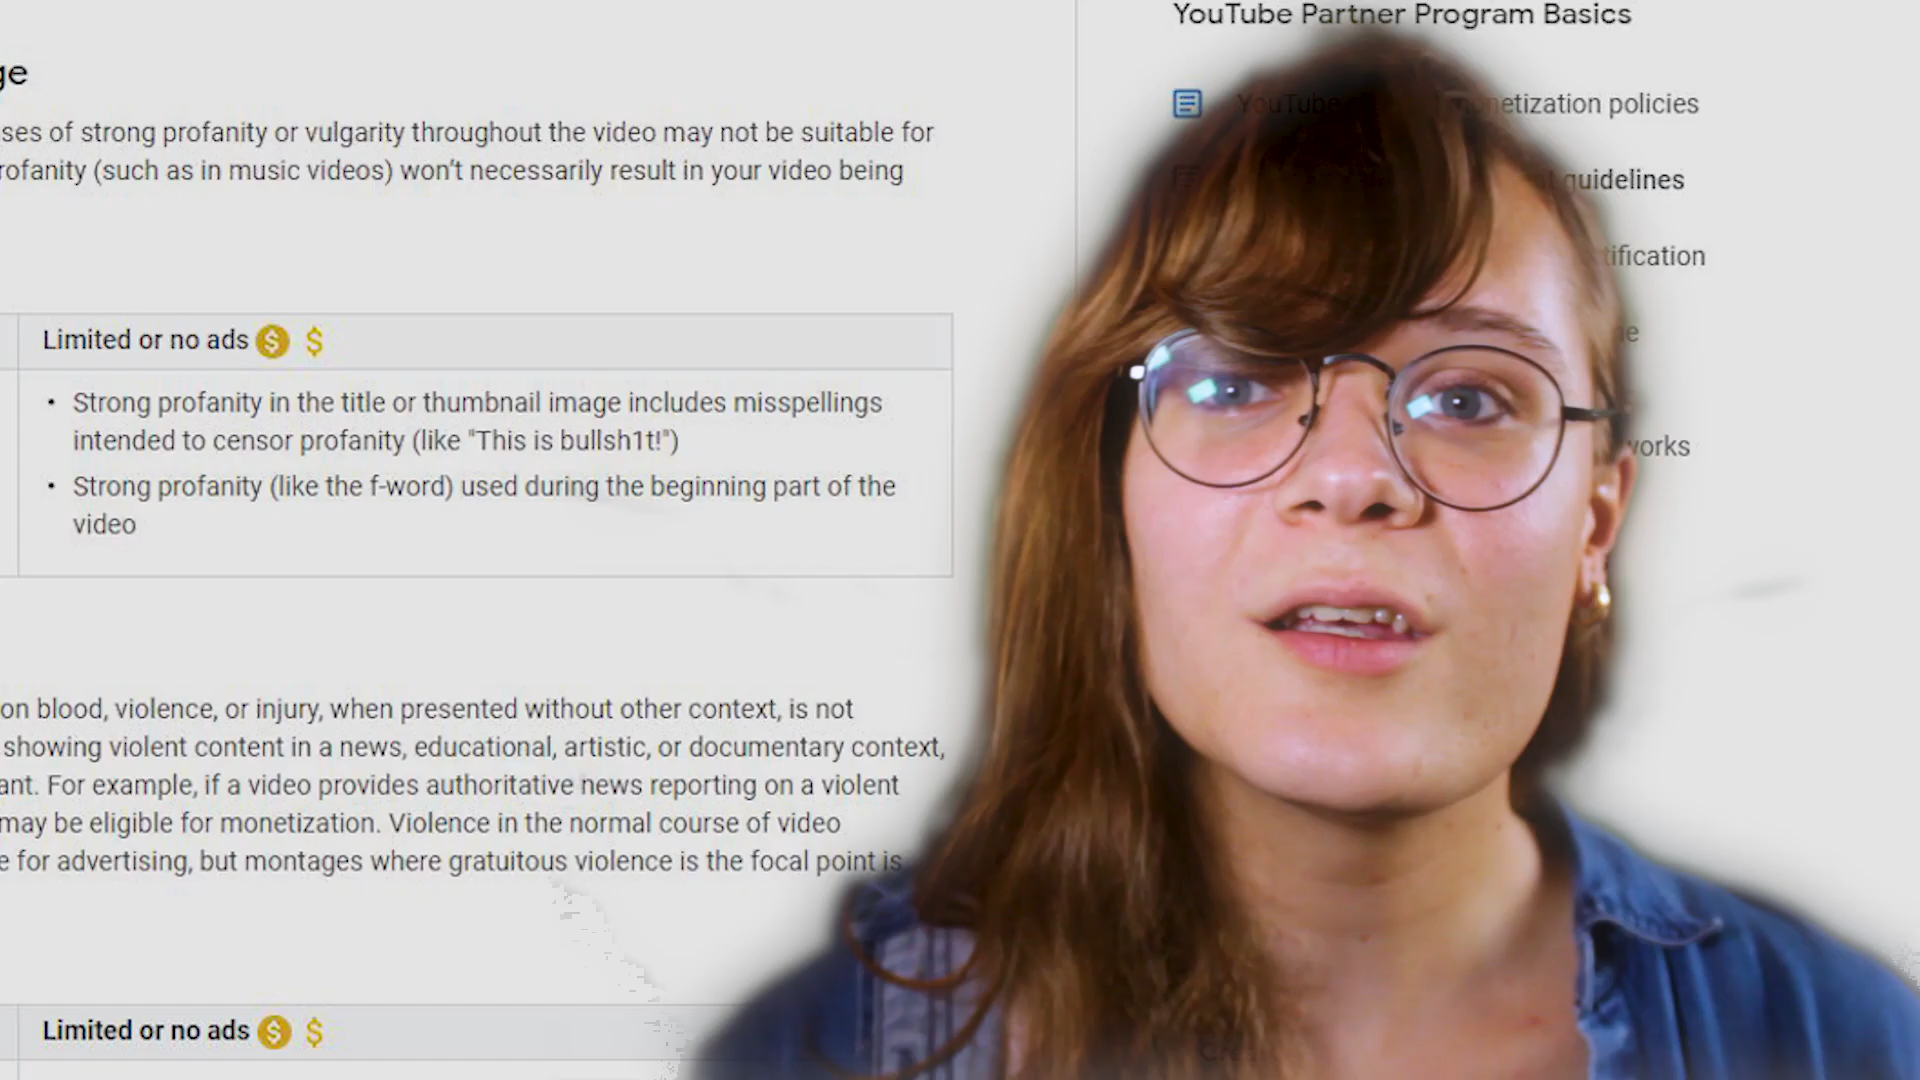 YouTube Partner Program Basics
ge
YouTube monetization policies
ses of strong profanity or vulgarity throughout the video may not be suitable for
rofanity (such as in music videos) won't necessarily result in your video being
guidelines
tification
Limited or no ads
Strong profanity in the title or thumbnail image includes misspellings
intended to censor profanity (like "This is bullsh1t!")
works
Strong profanity (like the f-word) used during the beginning part of the
video
on blood, violence, or injury, when presented without other context, is not
showing violent content in a news, educational, artistic, or documentary context,
ant. For example, if a video provides authoritative news reporting on a violent
may be eligible for monetization. Violence in the normal course of video
e for advertising, but montages where gratuitous violence is the focal point is
Limited or no ads